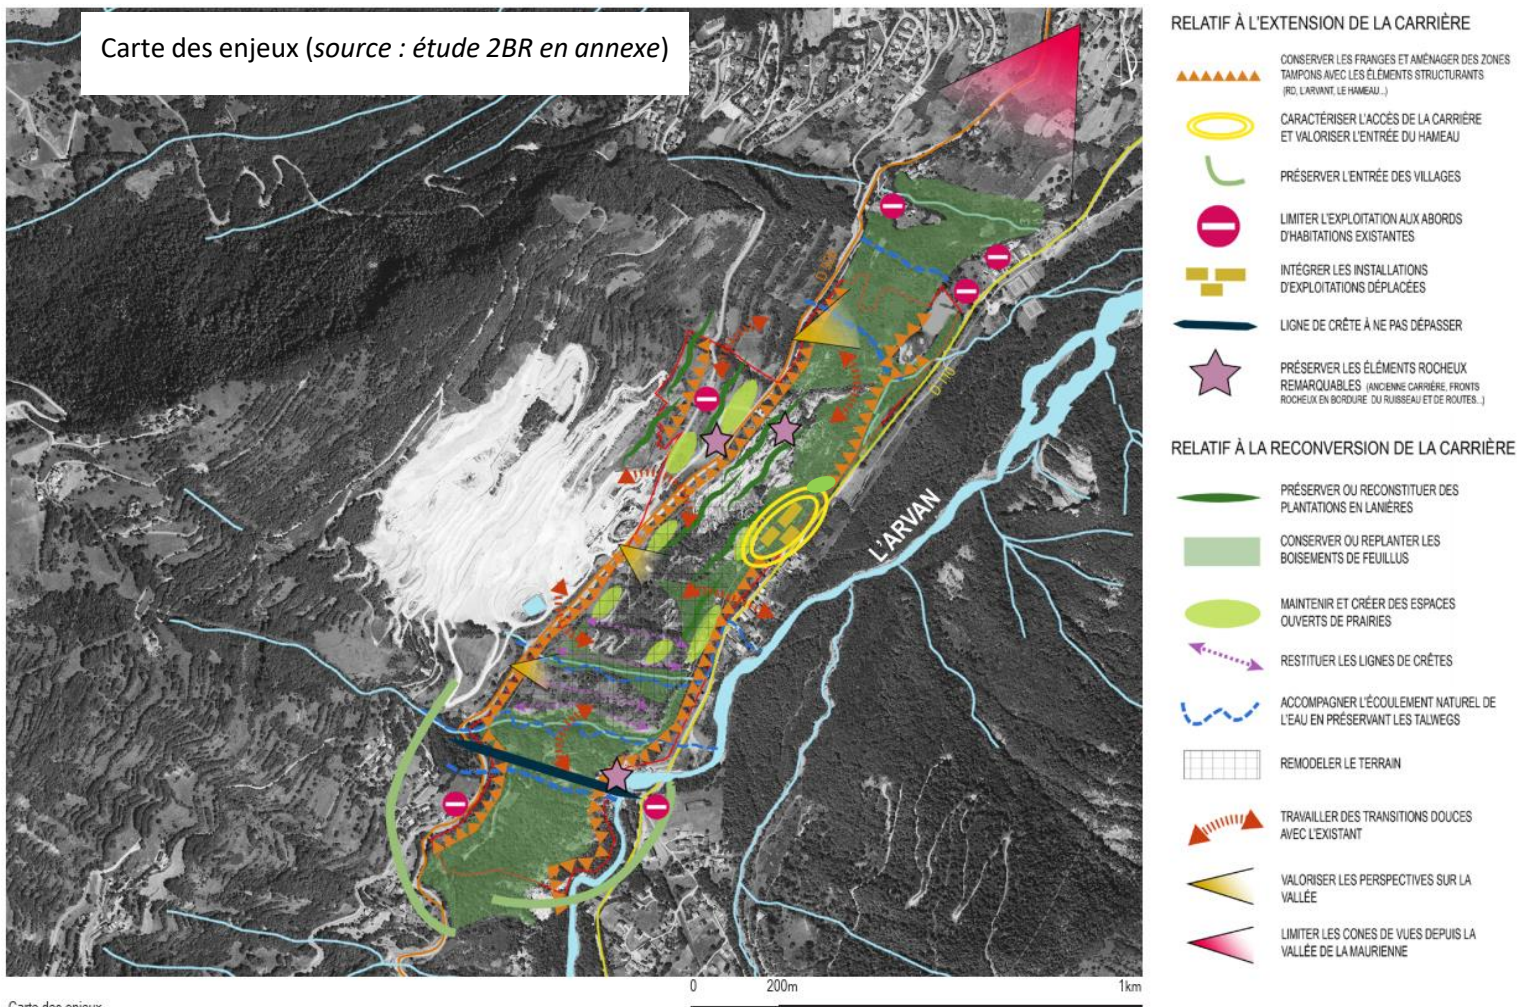 Carte des enjeux (source : étude 2BR en annexe)
D 110
L'ARVAN
0 200m 1km
RELATIF À L'EXTENSION DE LA CARRIÈRE
CONSERVER LES FRANGES ET AMÉNAGER DES ZONES
TAMPONS AVEC LES ÉLÉMENTS STRUCTURANTS
(RD, L'ARVANT, LE HAMEAU...)
CARACTÉRISER L'ACCÈS DE LA CARRIÈRE
ET VALORISER L'ENTRÉE DU HAMEAU
PRÉSERVER L'ENTRÉE DES VILLAGES
LIMITER L'EXPLOITATION AUX ABORDS
D'HABITATIONS EXISTANTES
INTÉGRER LES INSTALLATIONS
D'EXPLOITATIONS DÉPLACÉES
LIGNE DE CRÊTE À NE PAS DÉPASSER
PRÉSERVER LES ÉLÉMENTS ROCHEUX
REMARQUABLES (ANCIENNE CARRIÈRE, FRONTS
ROCHEUX EN BORDURE DU RUISSEAU ET DE ROUTES...)
RELATIF À LA RECONVERSION DE LA CARRIÈRE
PRÉSERVER OU RECONSTITUER DES
PLANTATIONS EN LANIÈRES
CONSERVER OU REPLANTER LES
BOISEMENTS DE FEUILLUS
MAINTENIR ET CRÉER DES ESPACES
OUVERTS DE PRAIRIES
RESTITUER LES LIGNES DE CRÊTES
ACCOMPAGNER L'ÉCOULEMENT NATUREL DE
L'EAU EN PRÉSERVANT LES TALWEGS
REMODELER LE TERRAIN
TRAVAILLER DES TRANSITIONS DOUCES
AVEC L'EXISTANT
VALORISER LES PERSPECTIVES SUR LA
VALLÉE
LIMITER LES CONES DE VUES DEPUIS LA
VALLÉE DE LA MAURIENNE
Carte des enjeux